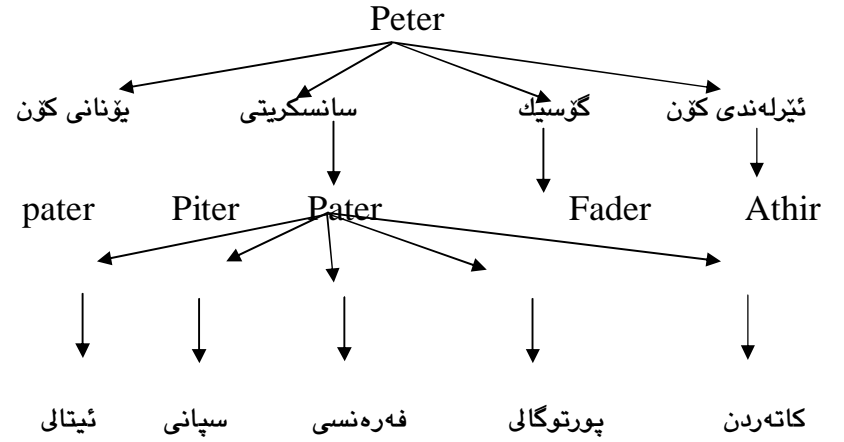 Peter
ئێرلەندی کۆن گۆسیك سانسکریتی یۆنانی کۆن
pater Piter Pater Fader Athir
کاتەردن پورتوگالی فەرەنسی سپانی ئیتالی